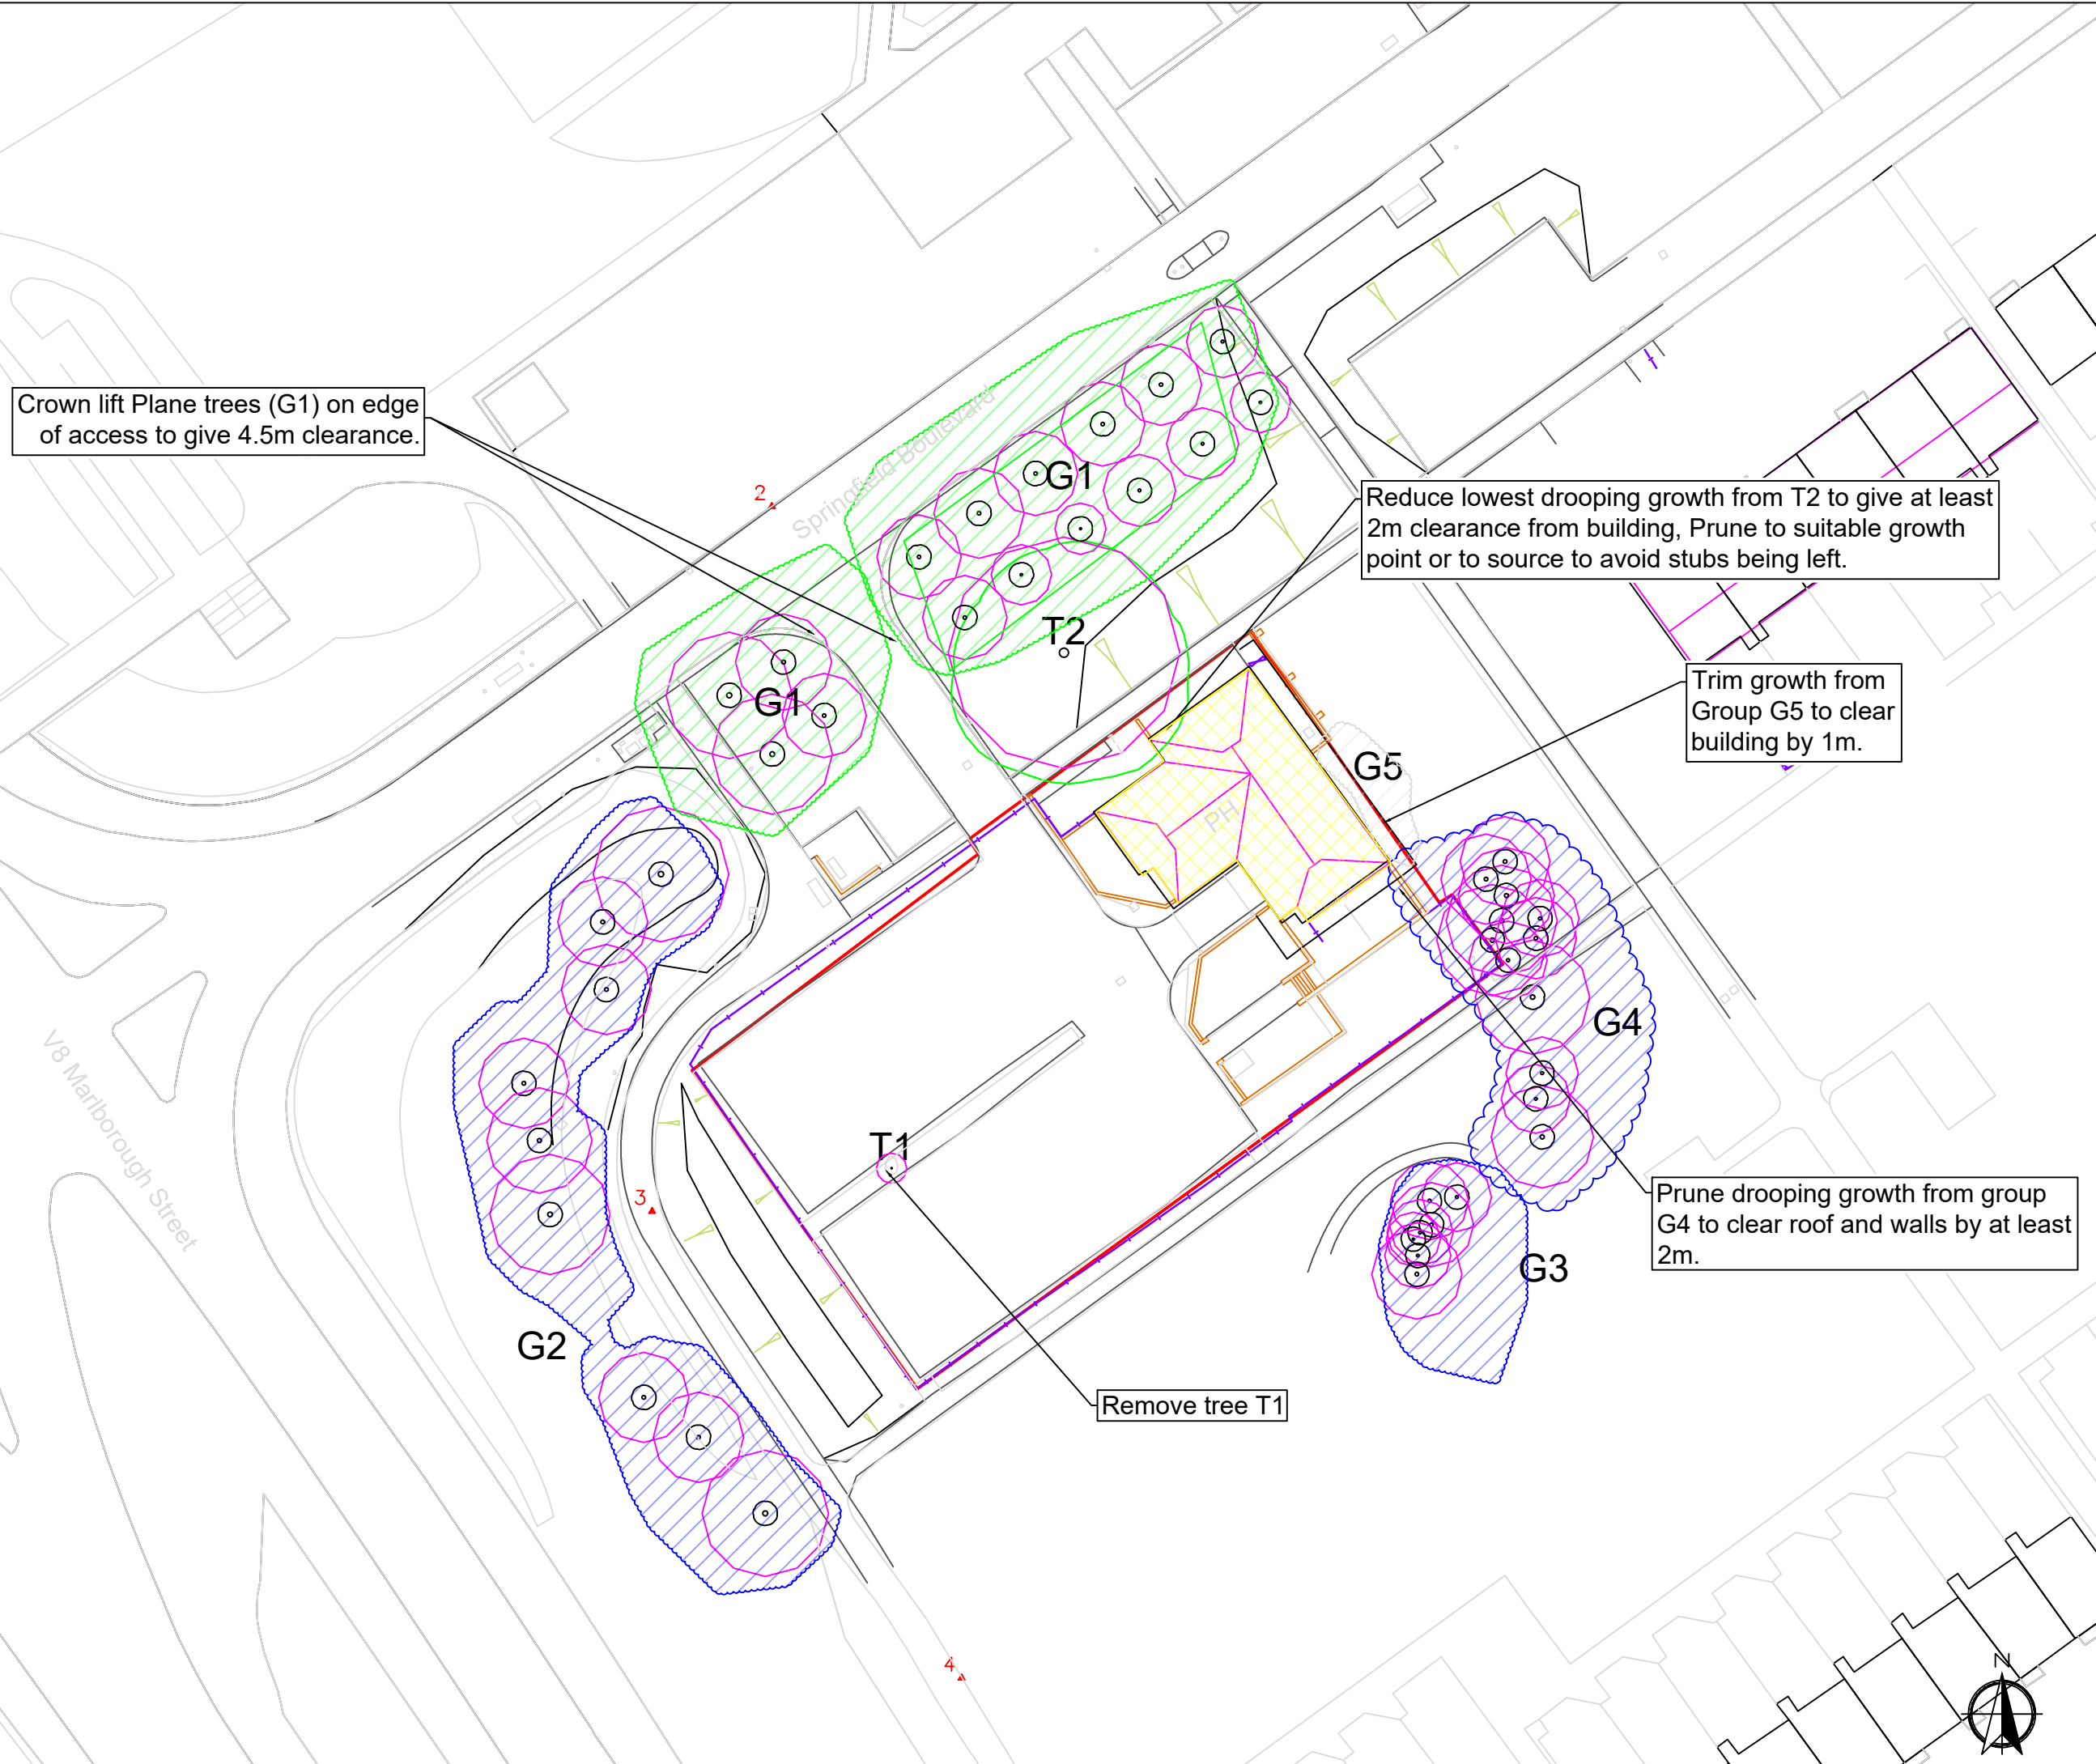 Crown lift Plane trees (G1) on edge
of access to give 4.5m clearance.
2
Springfield Boulevard
G1
Reduce lowest drooping growth from T2 to give at least
2m clearance from building, Prune to suitable growth
point or to source to avoid stubs being left.
T2
G1
Trim growth from
Group G5 to clear
building by 1m.
G5
PH
G4
V8 Marlborough Street
T1
3
Prune drooping growth from group
G4 to clear roof and walls by at least
2m.
G3
G2
Remove tree T1
4
N